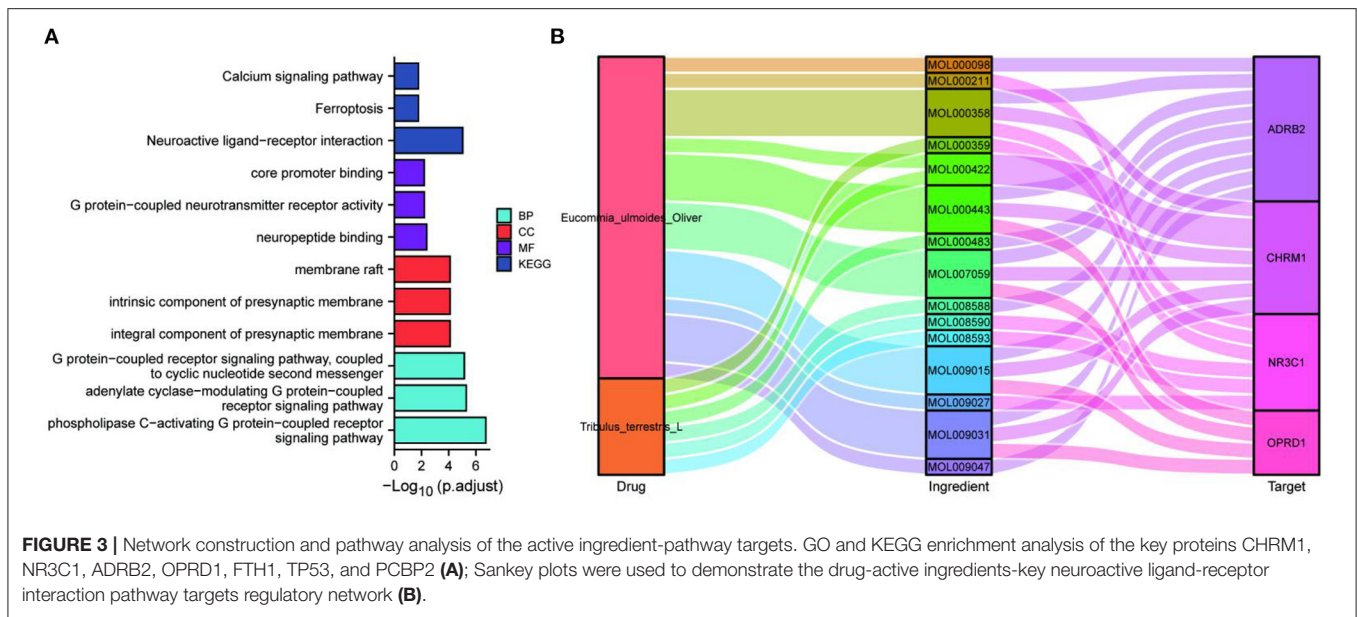 A
Calcium signaling pathway
Ferroptosis
Neuroactive ligand−receptor interaction
core promoter binding
G protein−coupled neurotransmitter receptor activity
neuropeptide binding
membrane raft
intrinsic component of presynaptic membrane
integral component of presynaptic membrane
G protein−coupled receptor signaling pathway, coupled
to cyclic nucleotide second messenger
adenylate cyclase−modulating G protein−coupled
receptor signaling pathway
phospholipase C−activating G protein−coupled receptor
signaling pathway
0 2 4 6
−Log10 (p.adjust)
BP
CC
MF
KEGG
B
Eucommia_ulmoides_Oliver
Tribulus_terrestris_L
Drug
MOL000098
MOL000211
MOL000358
MOL000359
MOL000422
MOL000443
MOL000483
MOL007059
MOL008588
MOL008590
MOL008593
MOL009015
MOL009027
MOL009031
MOL009047
Ingredient
ADRB2
CHRM1
NR3C1
OPRD1
Target
FIGURE 3 | Network construction and pathway analysis of the active ingredient-pathway targets. GO and KEGG enrichment analysis of the key proteins CHRM1,
NR3C1, ADRB2, OPRD1, FTH1, TP53, and PCBP2 (A); Sankey plots were used to demonstrate the drug-active ingredients-key neuroactive ligand-receptor
interaction pathway targets regulatory network (B).